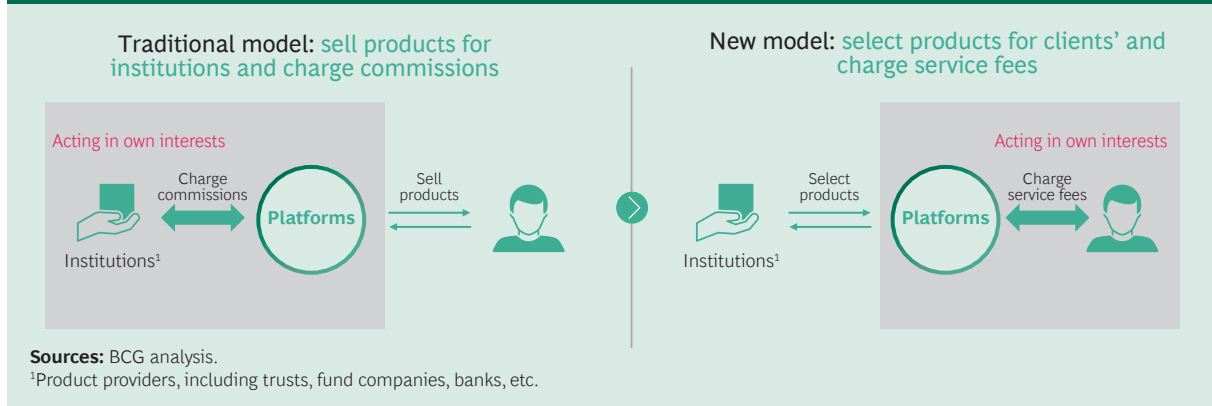 Traditional model: sell products for
institutions and charge commissions
Acting in own interests
Charge
commissions
Platforms
Institutions¹
Sell
products
New model: select products for clients’ and
charge service fees
Institutions¹
Select
products
Acting in own interests
Platforms
Charge
service fees
Sources: BCG analysis.
¹Product providers, including trusts, fund companies, banks, etc.